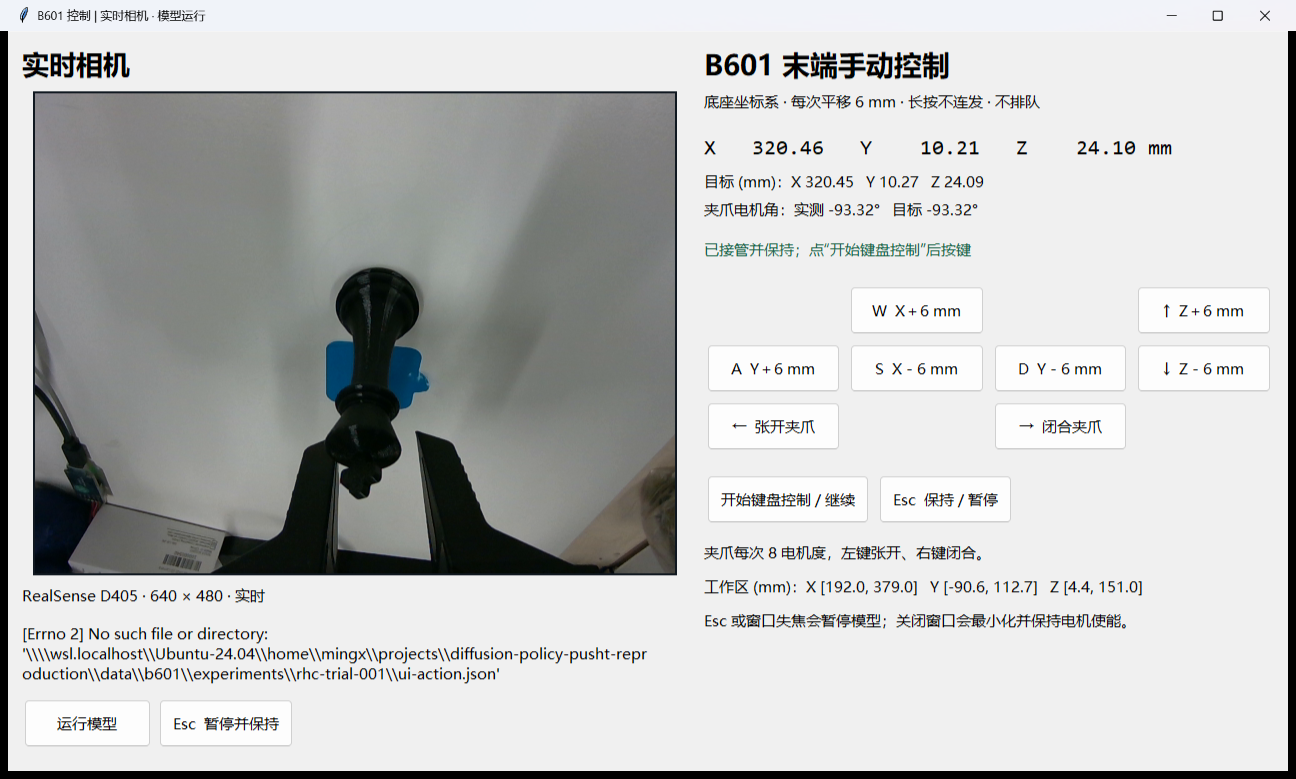 B601 控制 | 实时相机 · 模型运行
实时相机
RealSense D405 · 640 × 480 · 实时
[Errno 2] No such file or directory:
'\\\\wsl.localhost\\Ubuntu-24.04\\home\\mingx\\projects\\diffusion-policy-pusht-repr
oduction\\data\\b601\\experiments\\rhc-trial-001\\ui-action.json'
运行模型
Esc 暂停并保持
B601 末端手动控制
底座坐标系 · 每次平移 6 mm · 长按不连发 · 不排队
X 320.46 Y 10.21 Z 24.10 mm
目标 (mm): X 320.45 Y 10.27 Z 24.09
夹爪电机角: 实测 -93.32° 目标 -93.32°
已接管并保持；点“开始键盘控制”后按键
W X + 6 mm
↑ Z + 6 mm
A Y + 6 mm
S X - 6 mm
D Y - 6 mm
↓ Z - 6 mm
← 张开夹爪
→ 闭合夹爪
开始键盘控制 / 继续
Esc 保持 / 暂停
夹爪每次 8 电机度，左键张开、右键闭合。
工作区 (mm): X [192.0, 379.0] Y [-90.6, 112.7] Z [4.4, 151.0]
Esc 或窗口失焦会暂停模型；关闭窗口会最小化并保持电机使能。